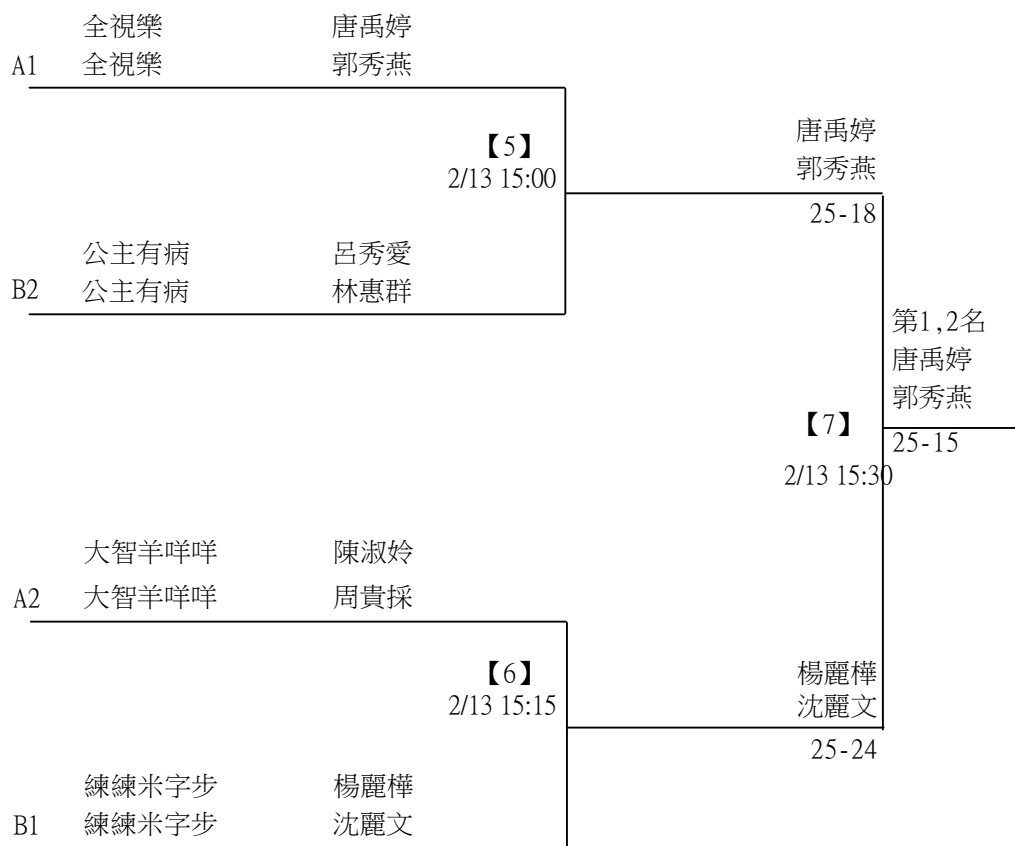 全視樂 唐禹婷
A1 全視樂 郭秀燕
唐禹婷
【5】
郭秀燕
2/13 15:00
25-18
公主有病 呂秀愛
B2 公主有病 林惠群
第1,2名
唐禹婷
郭秀燕
【7】
25-15
2/13 15:30
大智羊咩咩 陳淑姈
A2 大智羊咩咩 周貴採
【6】
楊麗樺
2/13 15:15
沈麗文
25-24
練練米字步 楊麗樺
B1 練練米字步 沈麗文